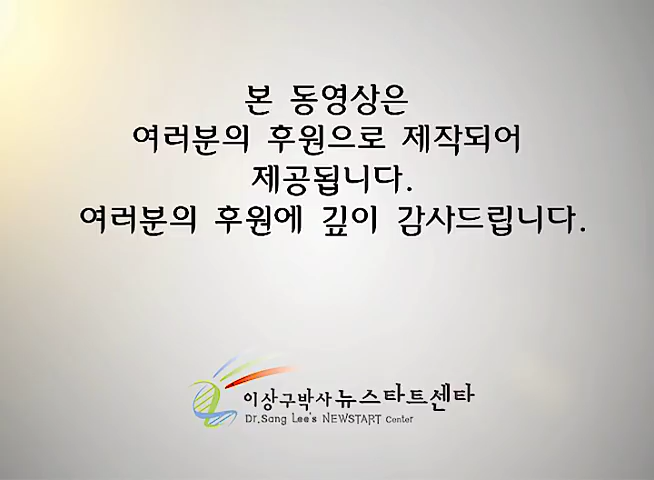 본 동영상은
여러분의 후원으로 제작되어
제공됩니다.
여러분의 후원에 깊이 감사드립니다.
이상구박사 뉴스타트센타
Dr.Sang Lee's NEWSTART Center